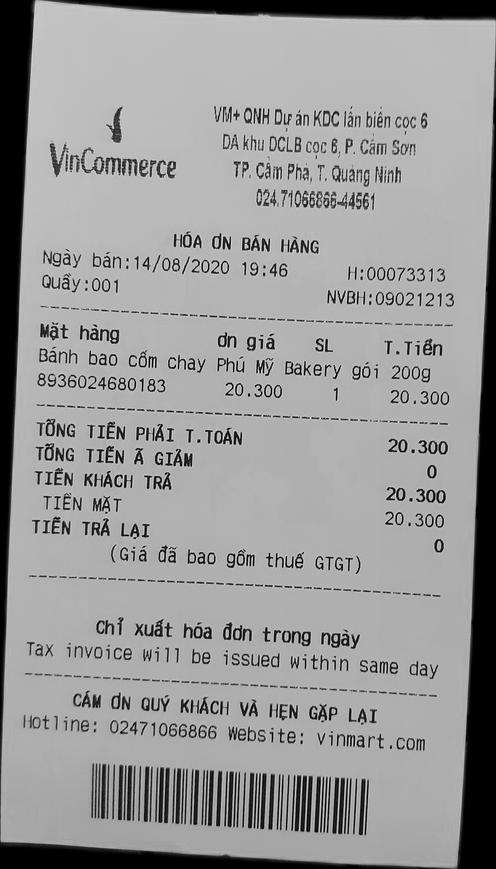 VinCommerce
VM+ QNH Dự án KDC lấn biển cọc 6
DA khu DCLB cọc 6, P. Cẩm Sơn
TP. Cẩm Phả, T. Quảng Ninh
024.71066866-44561
HÓA ƠN BÁN HÀNG
Ngày bán:14/08/2020 19:46 H:00073313
Quầy:001 NVBH:09021213
Mặt hàng ơn giá SL T.Tiền
Bánh bao cốm chay Phú Mỹ Bakery gói 200g
8936024680183 20.300 1 20.300
TỔNG TIỀN PHẢI T.TOÁN 20.300
TỔNG TIỀN Ã GIẢM 0
TIỀN KHÁCH TRẢ 20.300
TIỀN MẶT 20.300
TIỀN TRẢ LẠI 0
(Giá đã bao gồm thuế GTGT)
Chỉ xuất hóa đơn trong ngày
Tax invoice will be issued within same day
CẢM ƠN QUÝ KHÁCH VÀ HẸN GẶP LẠI
Hotline: 02471066866 Website: vinmart.com